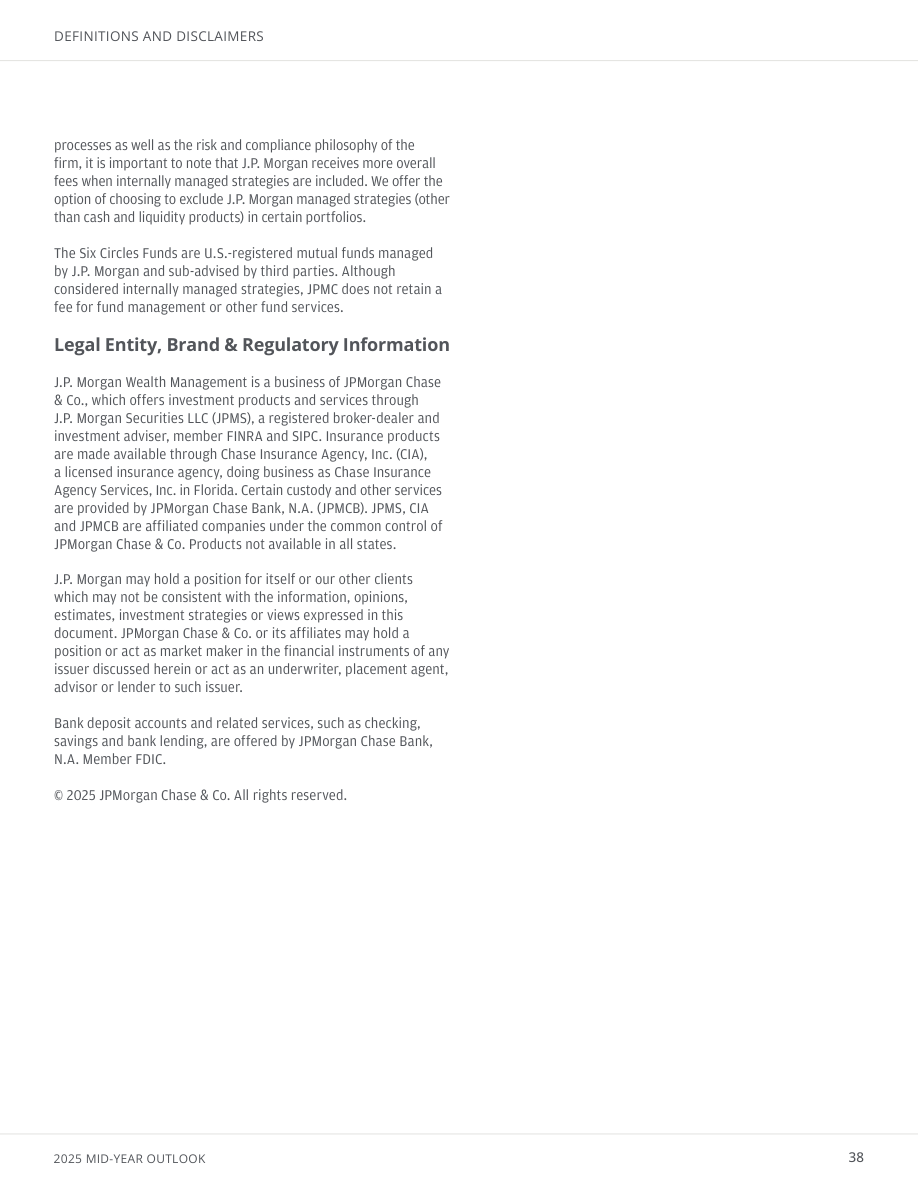 DEFINITIONS AND DISCLAIMERS
processes as well as the risk and compliance philosophy of the
firm, it is important to note that J.P. Morgan receives more overall
fees when internally managed strategies are included. We offer the
option of choosing to exclude J.P. Morgan managed strategies (other
than cash and liquidity products) in certain portfolios.
The Six Circles Funds are U.S.-registered mutual funds managed
by J.P. Morgan and sub-advised by third parties. Although
considered internally managed strategies, JPMC does not retain a
fee for fund management or other fund services.
Legal Entity, Brand & Regulatory Information
J.P. Morgan Wealth Management is a business of JPMorgan Chase
& Co., which offers investment products and services through
J.P. Morgan Securities LLC (JPMS), a registered broker-dealer and
investment adviser, member FINRA and SIPC. Insurance products
are made available through Chase Insurance Agency, Inc. (CIA),
a licensed insurance agency, doing business as Chase Insurance
Agency Services, Inc. in Florida. Certain custody and other services
are provided by JPMorgan Chase Bank, N.A. (JPMCB). JPMS, CIA
and JPMCB are affiliated companies under the common control of
JPMorgan Chase & Co. Products not available in all states.
J.P. Morgan may hold a position for itself or our other clients
which may not be consistent with the information, opinions,
estimates, investment strategies or views expressed in this
document. JPMorgan Chase & Co. or its affiliates may hold a
position or act as market maker in the financial instruments of any
issuer discussed herein or act as an underwriter, placement agent,
advisor or lender to such issuer.
Bank deposit accounts and related services, such as checking,
savings and bank lending, are offered by JPMorgan Chase Bank,
N.A. Member FDIC.
© 2025 JPMorgan Chase & Co. All rights reserved.
2025 MID-YEAR OUTLOOK
38